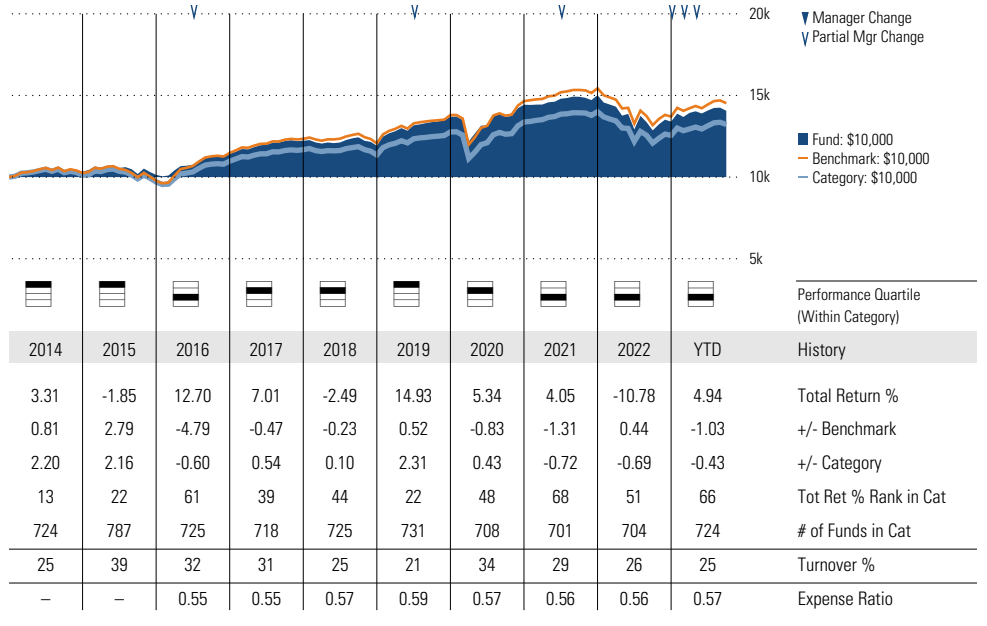 20k
15k
10k
5k
Manager Change
Partial Mgr Change
Fund: $10,000
Benchmark: $10,000
Category: $10,000
Performance Quartile
(Within Category)
2014 2015 2016 2017 2018 2019 2020 2021 2022 YTD History
3.31 -1.85 12.70 7.01 -2.49 14.93 5.34 4.05 -10.78 4.94 Total Return %
0.81 2.79 -4.79 -0.47 -0.23 0.52 -0.83 -1.31 0.44 -1.03 +/- Benchmark
2.20 2.16 -0.60 0.54 0.10 2.31 0.43 -0.72 -0.69 -0.43 +/- Category
13 22 61 39 44 22 48 68 51 66 Tot Ret % Rank in Cat
724 787 725 718 725 731 708 701 704 724 # of Funds in Cat
25 39 32 31 25 21 34 29 26 25 Turnover %
– – 0.55 0.55 0.57 0.59 0.57 0.56 0.56 0.57 Expense Ratio